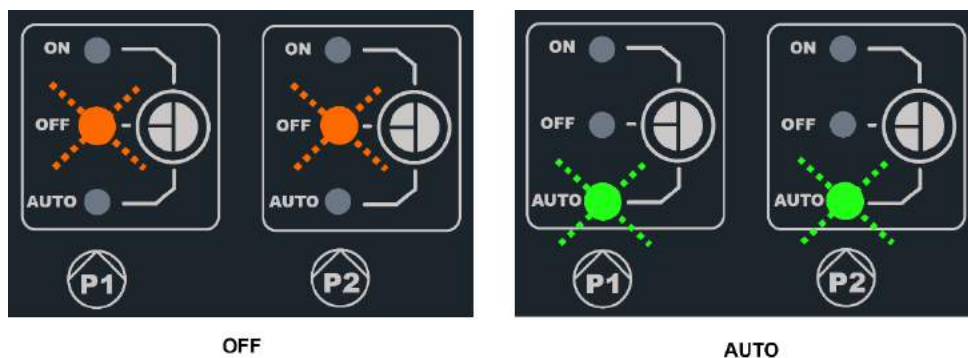 ON ON ON ON
OFF OFF OFF OFF
AUTO AUTO AUTO AUTO
P1 P2 P1 P2
OFF AUTO